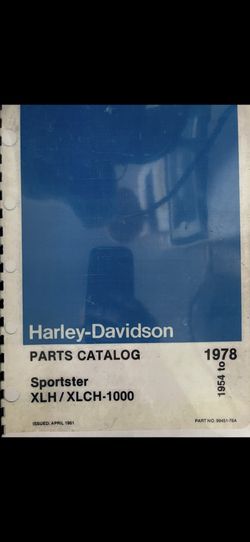 Harley-Davidson
PARTS CATALOG
1978
1954 to
Sportster
XLH / XLCH-1000
ISSUED: APRIL 1981
PART NO. 99451-78A